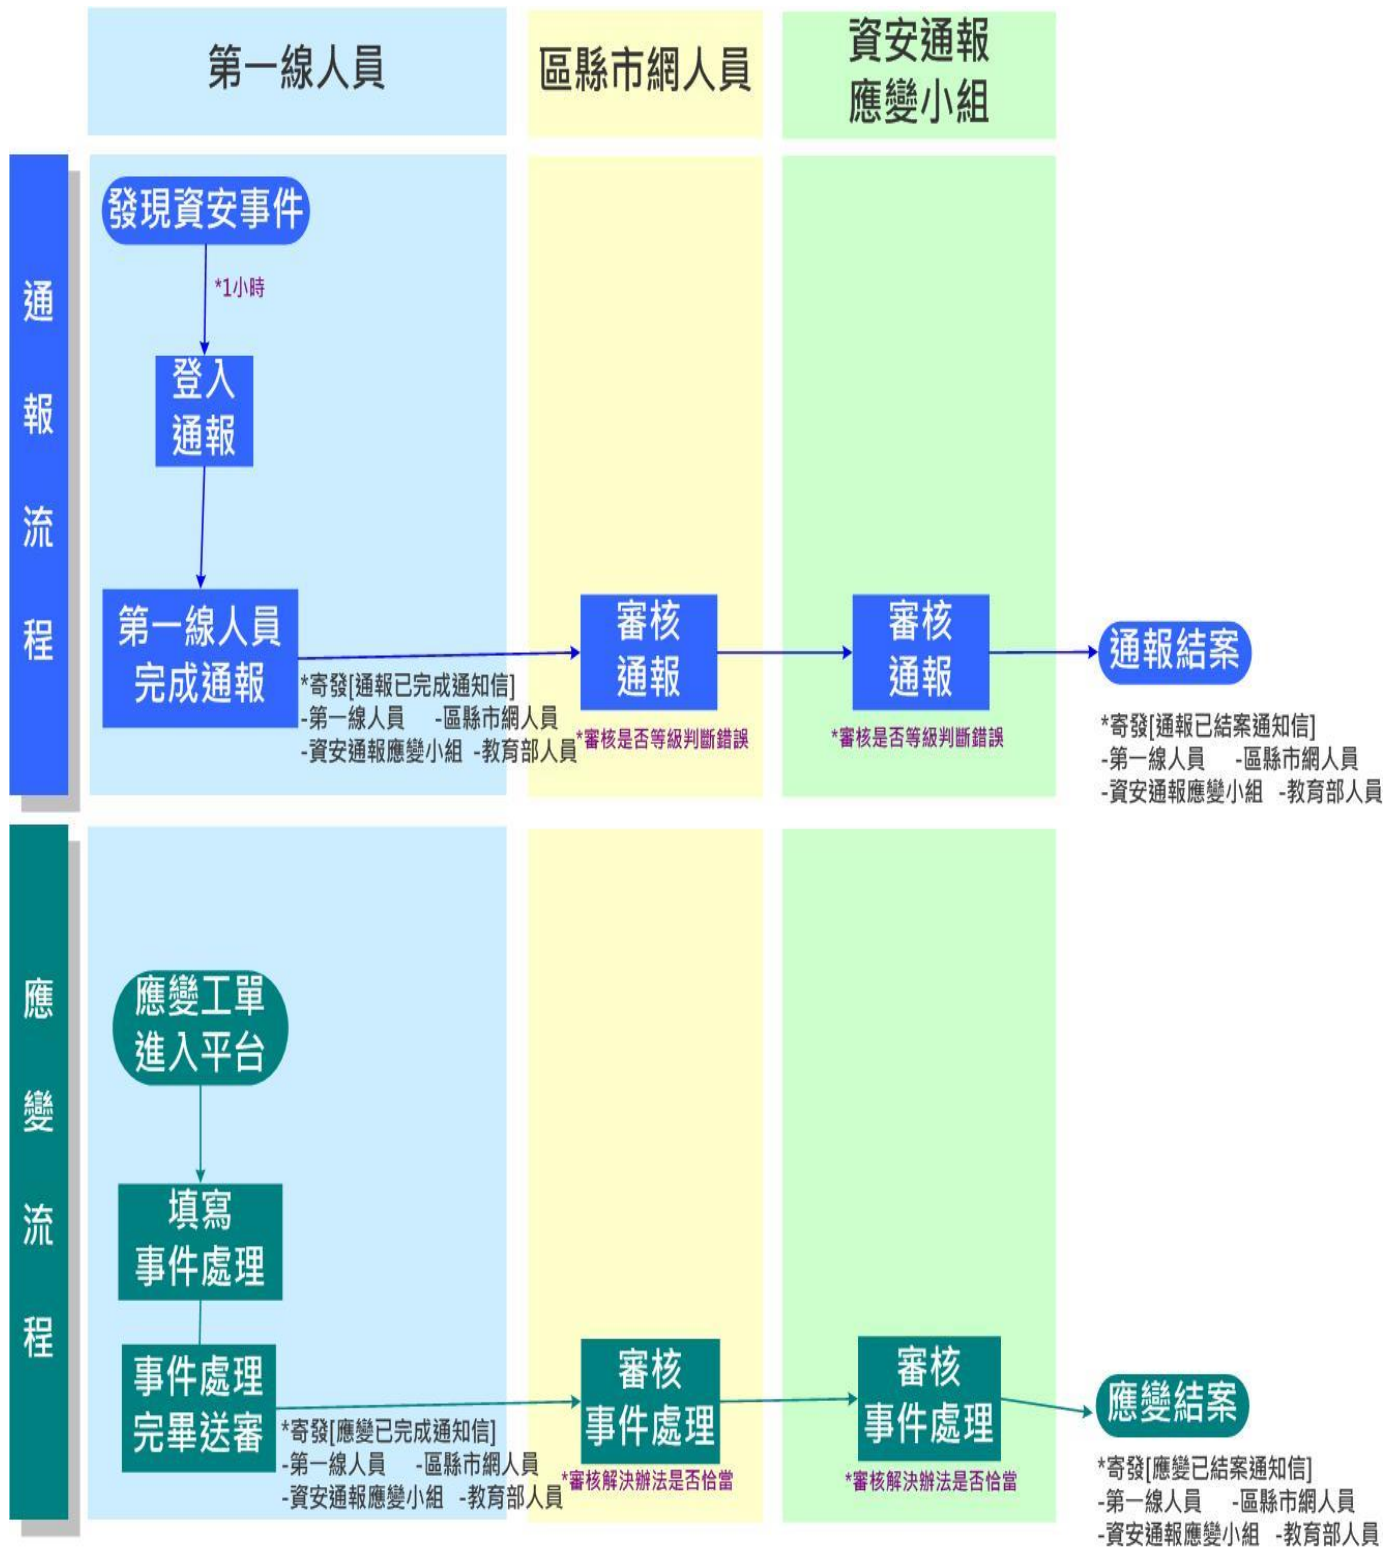 第一線人員
區縣市網人員
資安通報
應變小組
通
報
流
程
發現資安事件
*1小時
登入
通報
第一線人員
完成通報
*寄發[通報已完成通知信]
-第一線人員 -區縣市網人員
-資安通報應變小組 -教育部人員
審核
通報
*審核是否等級判斷錯誤
審核
通報
*審核是否等級判斷錯誤
通報結案
*寄發[通報已結案通知信]
-第一線人員 -區縣市網人員
-資安通報應變小組 -教育部人員
應
變
流
程
應變工單
進入平台
填寫
事件處理
事件處理
完畢送審
*寄發[應變已完成通知信]
-第一線人員 -區縣市網人員
-資安通報應變小組 -教育部人員
審核
事件處理
*審核解決辦法是否恰當
審核
事件處理
*審核解決辦法是否恰當
應變結案
*寄發[應變已結案通知信]
-第一線人員 -區縣市網人員
-資安通報應變小組 -教育部人員